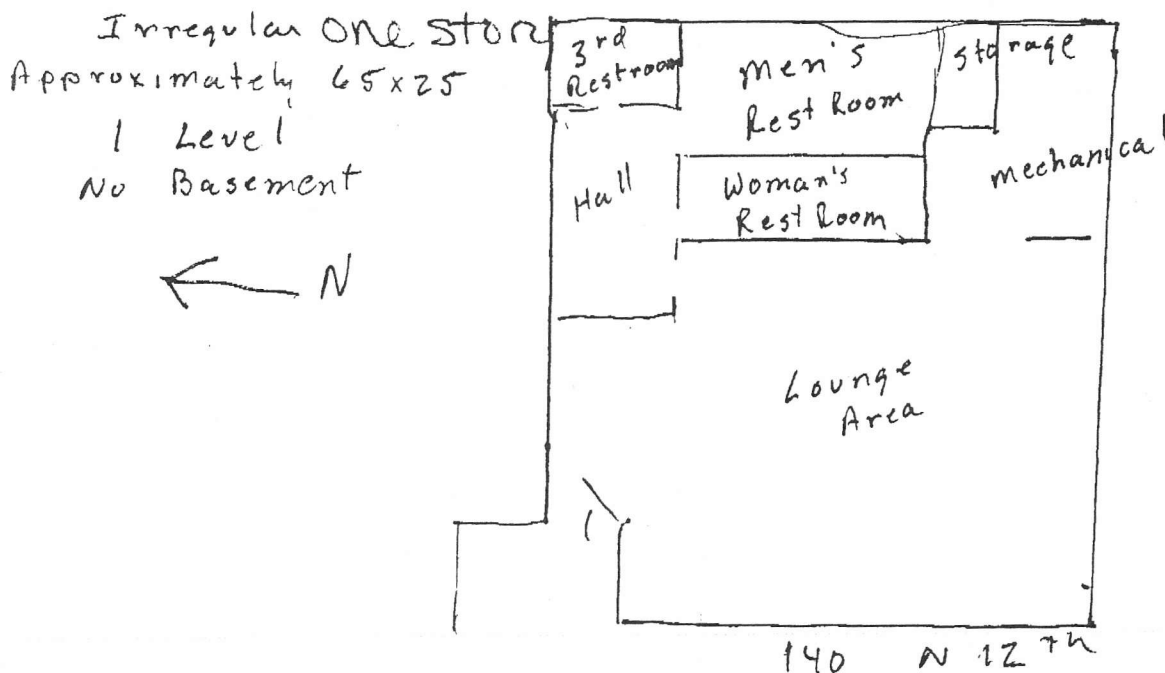 Irregular One stor
Approximately 65x25
1 Level
No Basement
N
3rd
Restroom
Men's
Rest Room
storage
mechanical
Hall
Woman's
Rest Room
Lounge
Area
140 N 12th